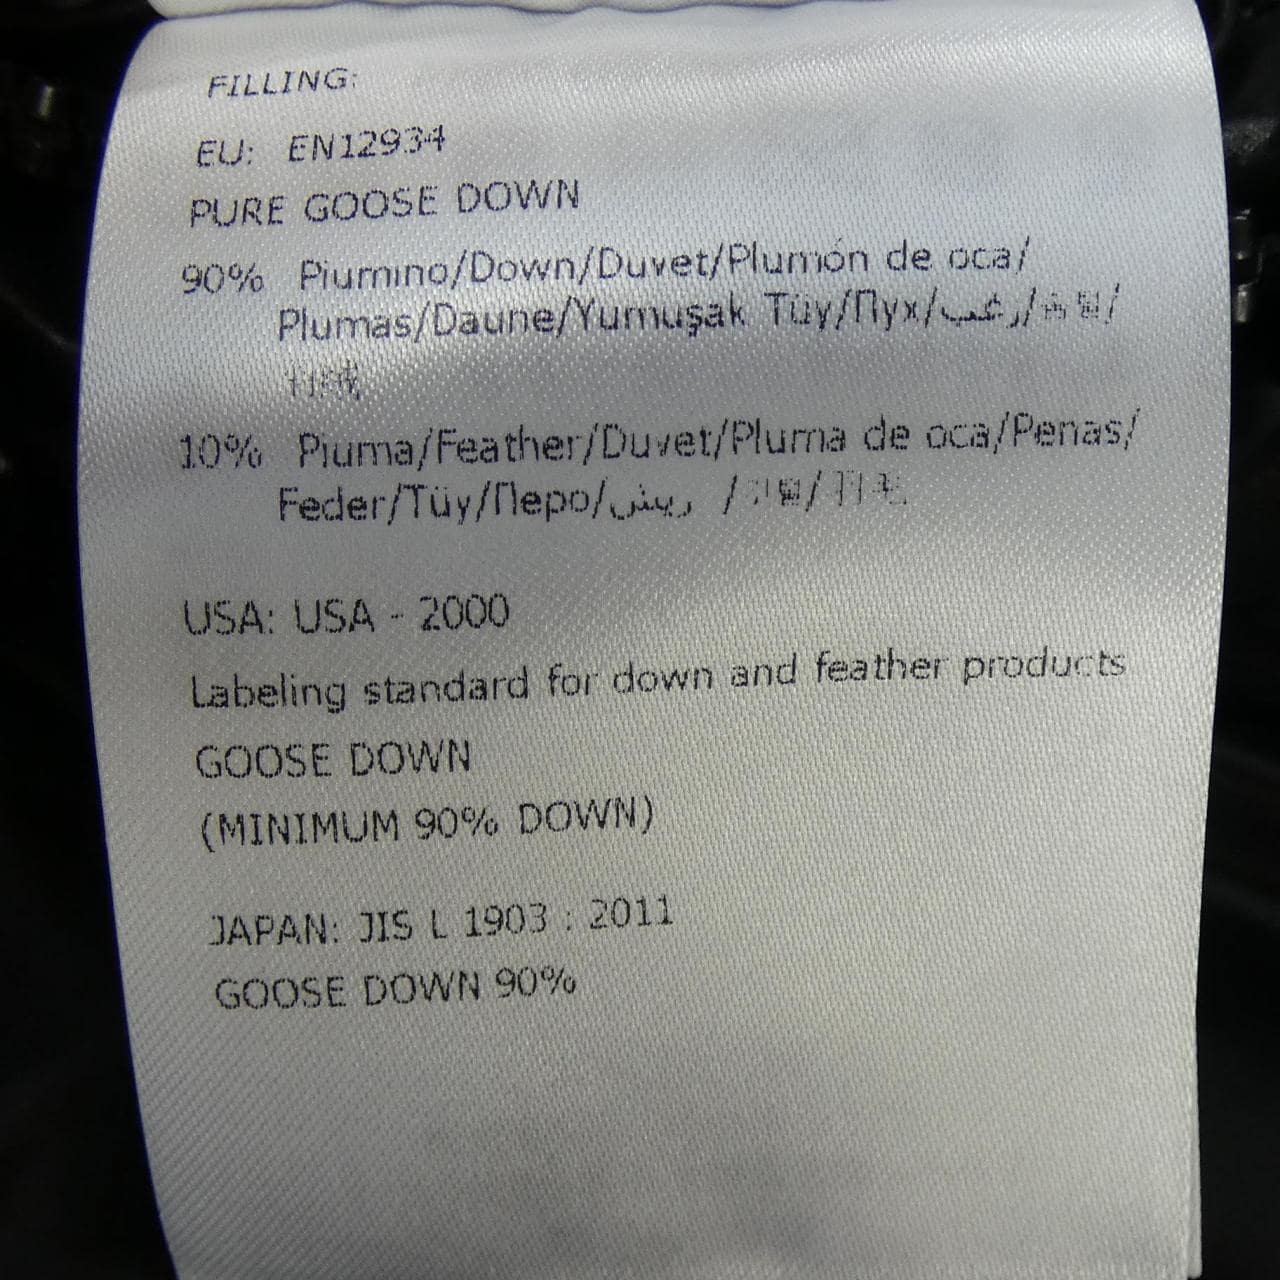 FILLING:
EU: EN12934
PURE GOOSE DOWN
90% Piumino/Down/Duvet/Plumón de oca/
Plumas/Daune/Yumuşak Tüy/Пух/زغب/
10% Piuma/Feather/Duvet/Pluma de oca/Penas/
Feder/Tüy/Перо/ريش /
USA: USA - 2000
Labeling standard for down and feather products
GOOSE DOWN
(MINIMUM 90% DOWN)
JAPAN: JIS L 1903 : 2011
GOOSE DOWN 90%